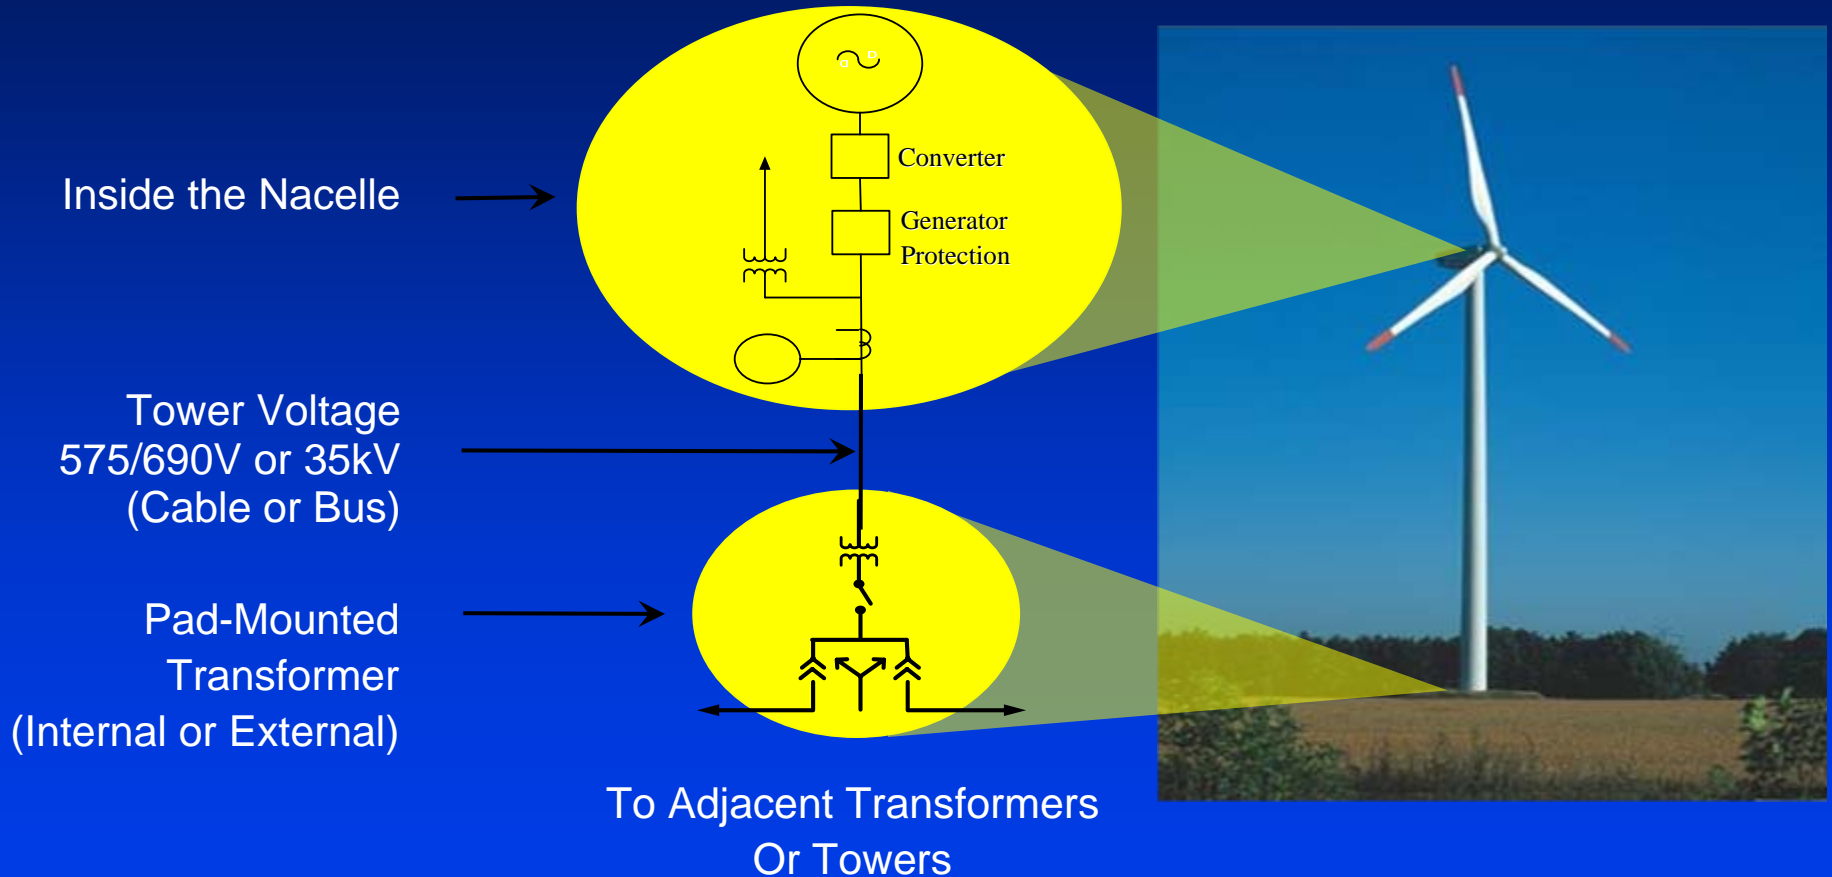 Converter
Inside the Nacelle
Generator
Protection
Tower Voltage
575/690V or 35kV
(Cable or Bus)
Pad-Mounted
Transformer
(Internal or External)
To Adjacent Transformers
Or Towers